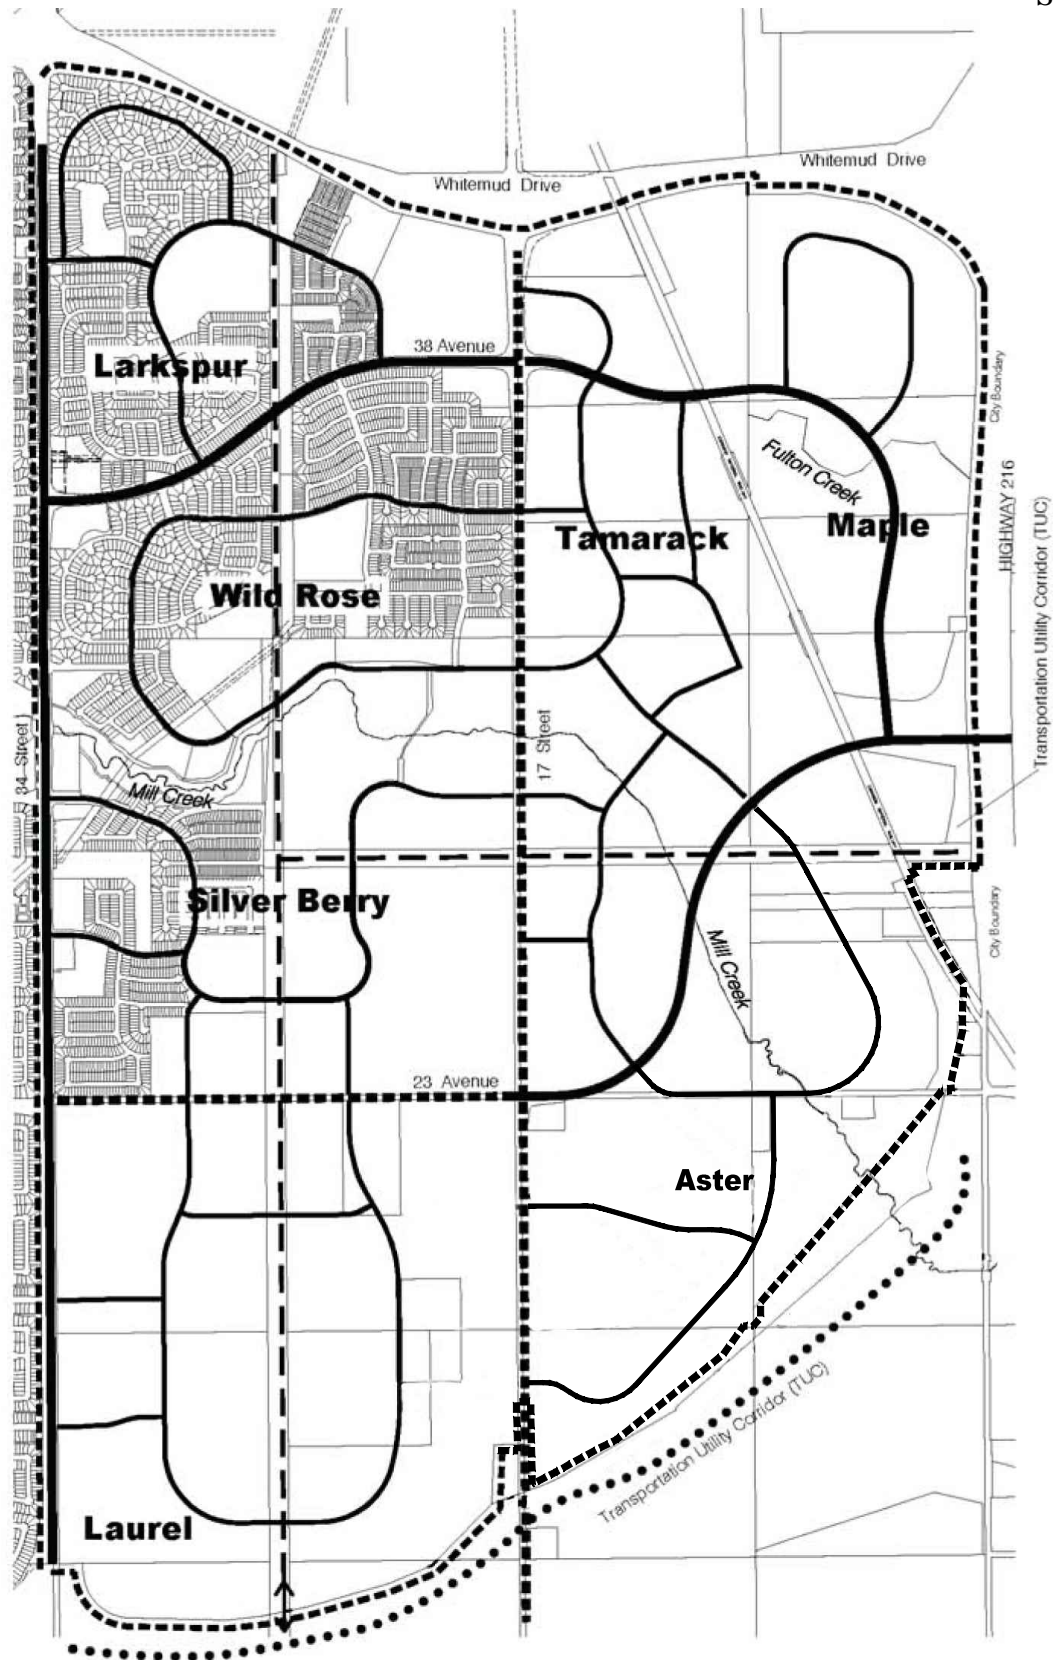 S
Whitemud Drive
Whitemud Drive
38 Avenue
Larkspur
City Boundary
Fulton Creek
HIGHWAY 216
Maple
Tamarack
Transportation Utility Corridor (TUC)
Wild Rose
34 Street
17 Street
Mill Creek
Silver Berry
City Boundary
Mill Creek
23 Avenue
Aster
Transportation Utility Corridor (TUC)
Laurel